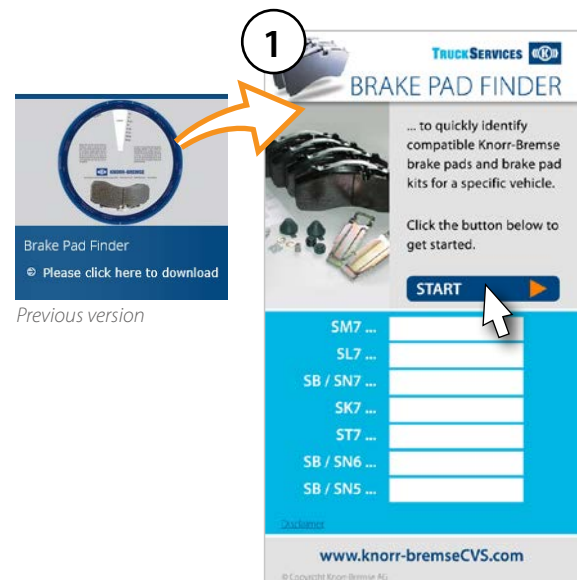 1
TRUCKSERVICES
BRAKE PAD FINDER
... to quickly identify
compatible Knorr-Bremse
brake pads and brake pad
kits for a specific vehicle.
Click the button below to
get started.
START
KNORR-BREMSE
Brake Pad Finder
Please click here to download
Previous version
SM7 ...
SL7 ...
SB / SN7 ...
SK7 ...
ST7 ...
SB / SN6 ...
SB / SN5 ...
Disclaimer
www.knorr-bremseCVS.com
© Copyright Knorr-Bremse AG